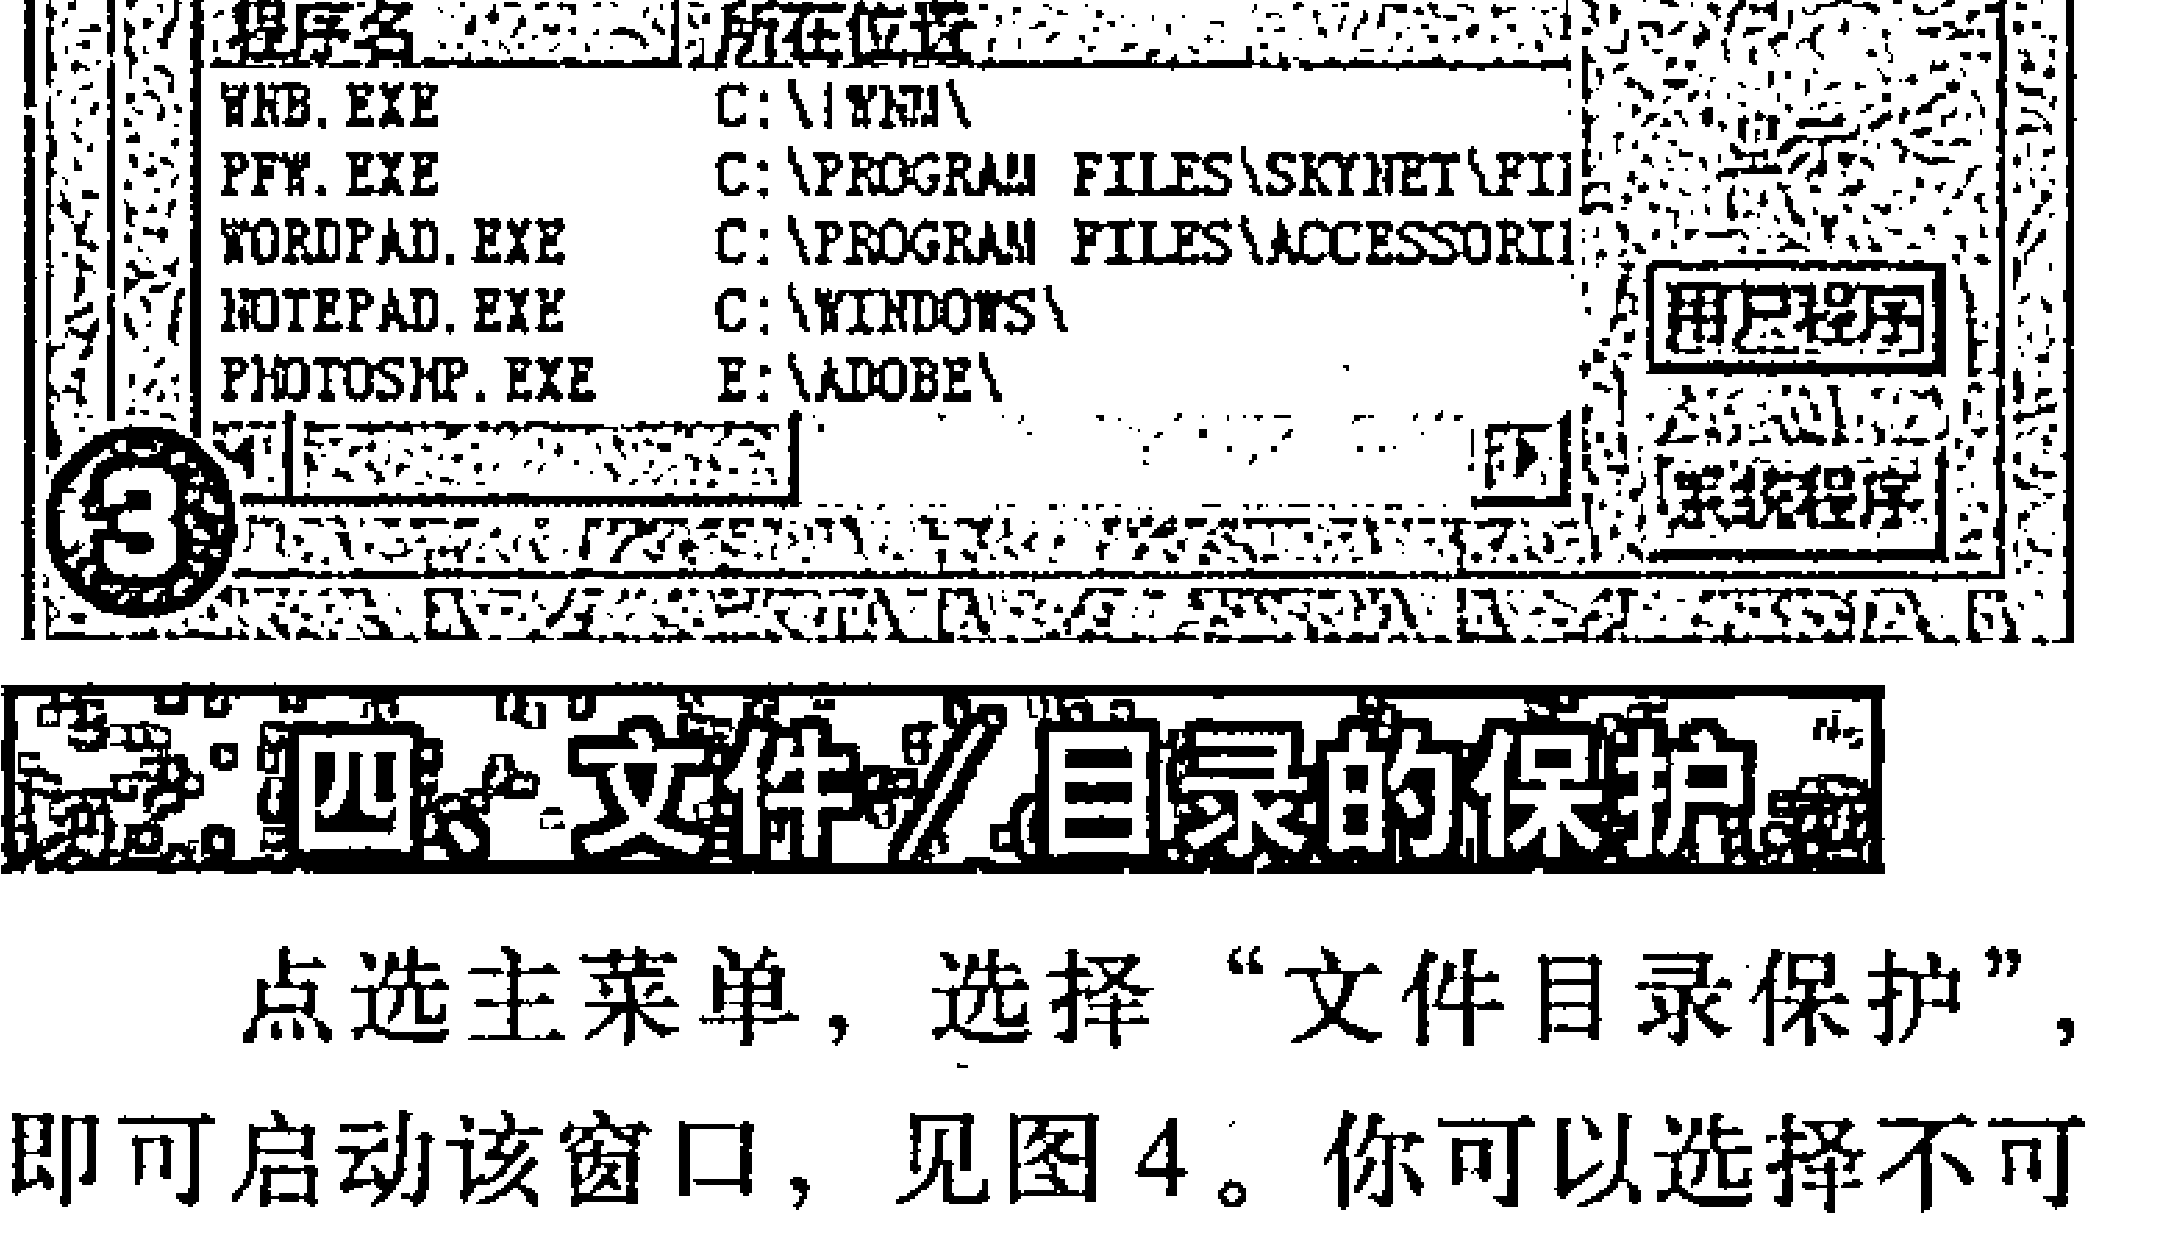 程序名 所在位置
WNB.EXE
PFW.EXE C:\PROGRAM FILES\SKYNET\FI
WORDPAD.EXE C:\PROGRAM FILES\ACCESSORI
NOTEPAD.EXE C:\WINDOWS\
PHOTOSHP.EXE E:\ADOBE\
用户程序
系统程序
3
四、文件/目录的保护
点选主菜单，选择“文件目录保护”，
即可启动该窗口，见图4。你可以选择不可